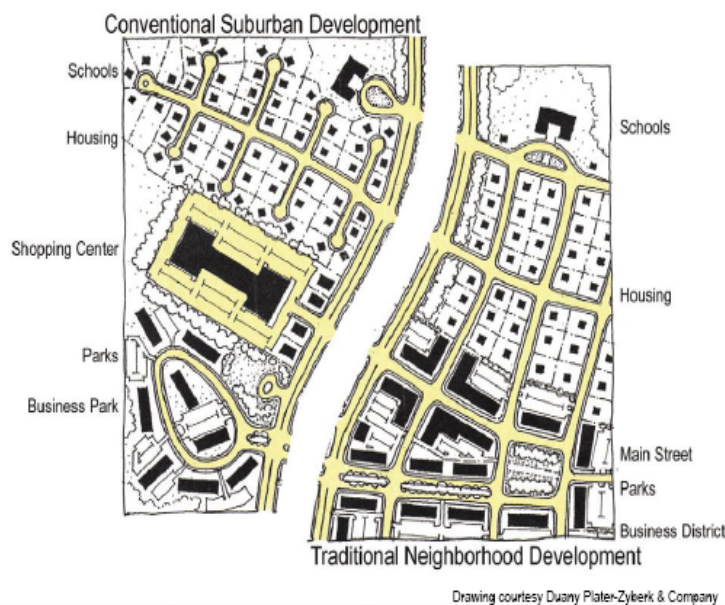 Conventional Suburban Development
Schools
Housing
Shopping Center
Parks
Business Park
Schools
Housing
Main Street
Parks
Business District
Traditional Neighborhood Development
Drawing courtesy Duany Plater-Zyberk & Company